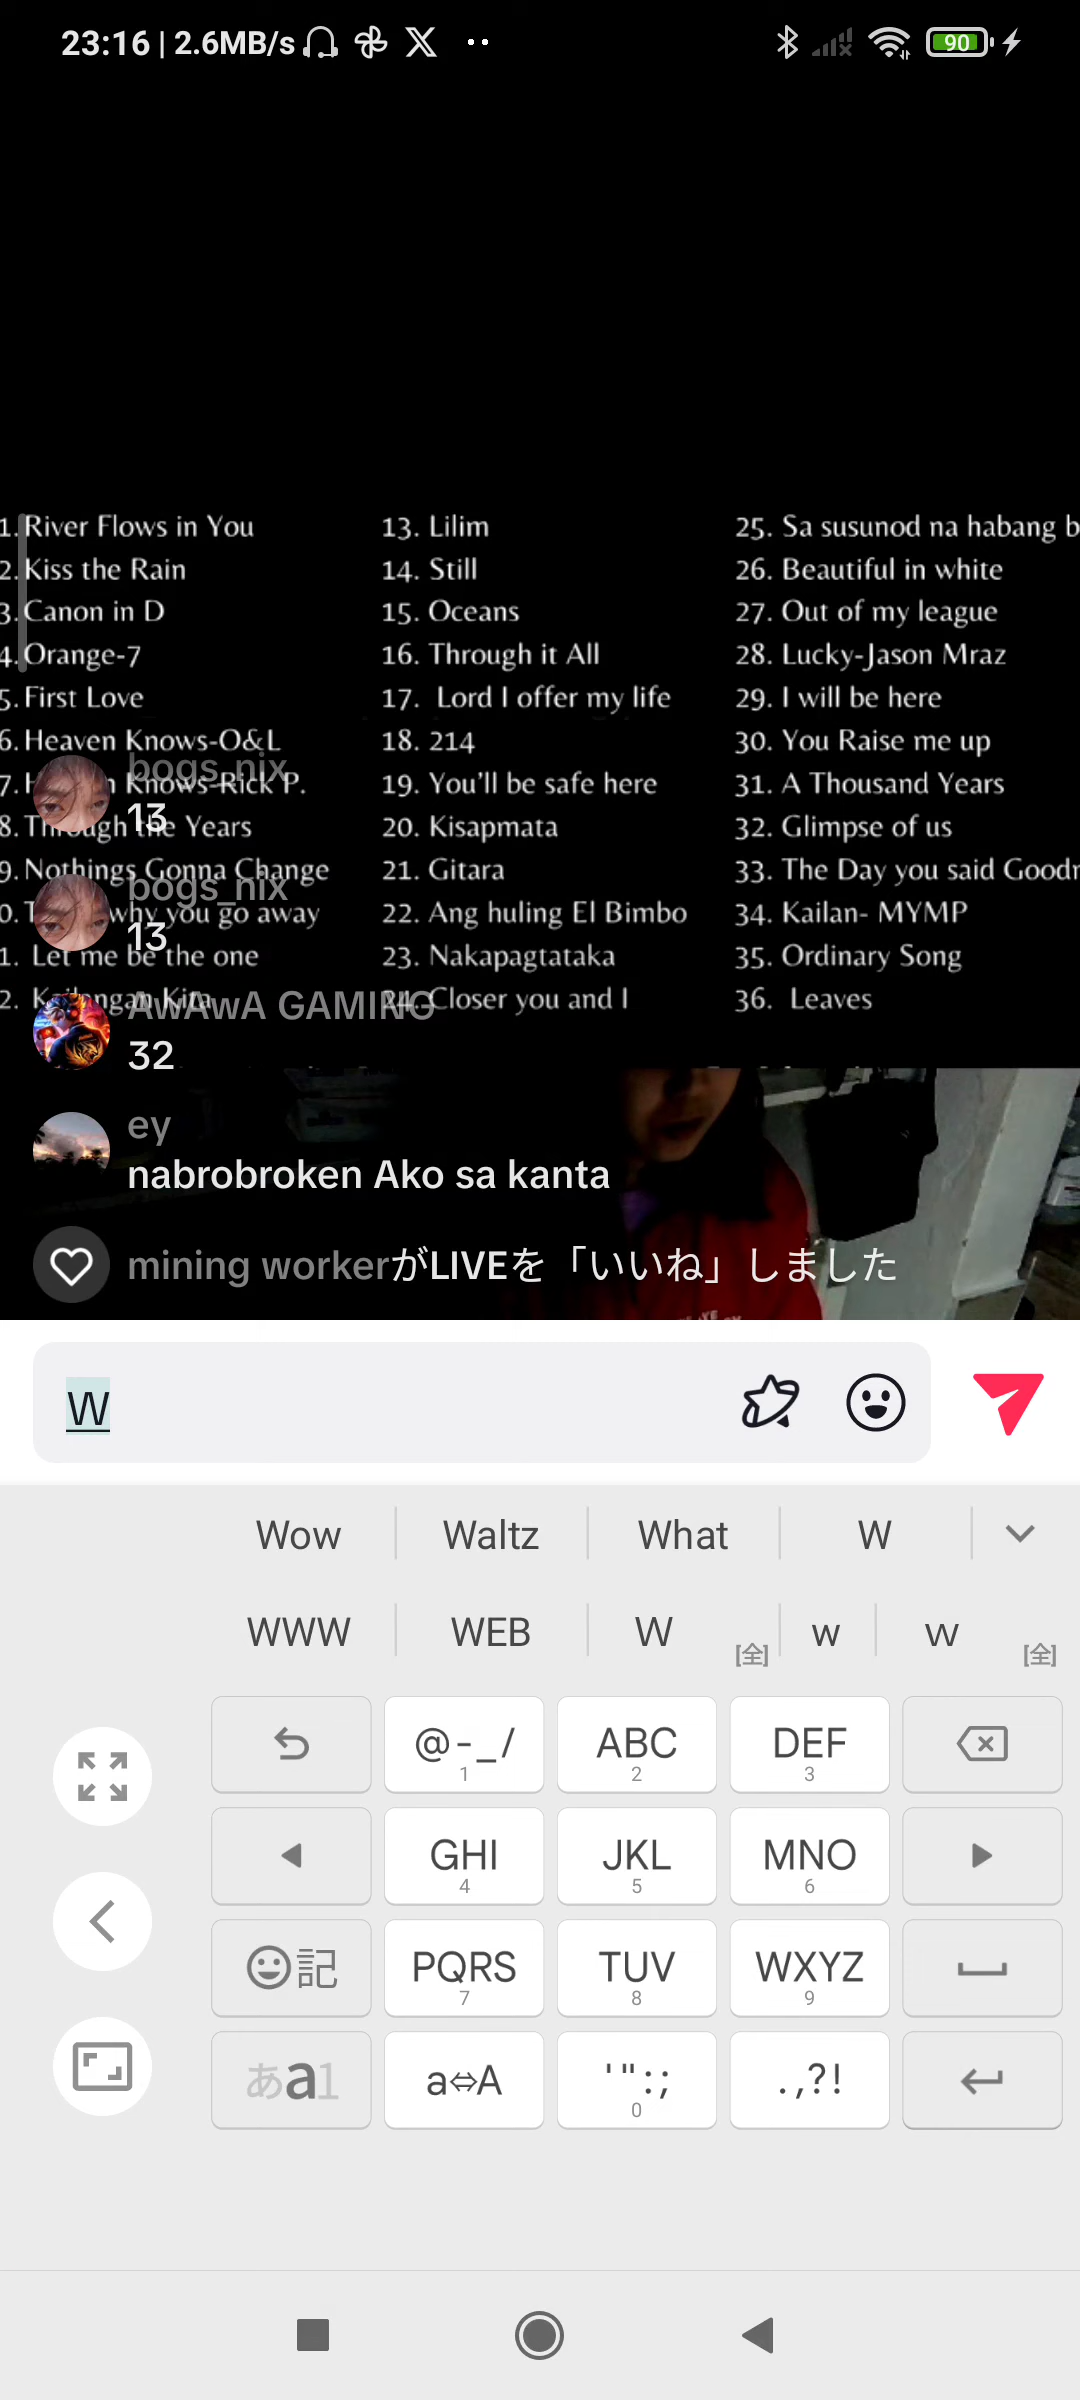 23:16 | 2.6MB/s
90
1. River Flows in You
2. Kiss the Rain
3. Canon in D
4. Orange-7
5. First Love
6. Heaven Knows-O&L
Knows-Rick P.
8. Through the Years
9. Nothings Gonna Change
why you go away
1. Let me be the one
2. Kailangan Kita
13. Lilim
14. Still
15. Oceans
16. Through it All
17. Lord I offer my life
18. 214
19. You'll be safe here
20. Kisapmata
21. Gitara
22. Ang huling El Bimbo
23. Nakapagtataka
24. Closer you and I
25. Sa susunod na habang b
26. Beautiful in white
27. Out of my league
28. Lucky-Jason Mraz
29. I will be here
30. You Raise me up
31. A Thousand Years
32. Glimpse of us
33. The Day you said Goodn
34. Kailan- MYMP
35. Ordinary Song
36. Leaves
bogs_nix
13
bogs_nix
13
AwAwA GAMING
32
ey
nabrobroken Ako sa kanta
mining workerがLIVEを「いいね」しました
W
Wow Waltz What W
WWW WEB W [全] w w [全]
@-_/ 1 ABC 2 DEF 3
GHI 4 JKL 5 MNO 6
記 PQRS 7 TUV 8 WXYZ 9
あa1 a⇔A '":; 0 .,?!